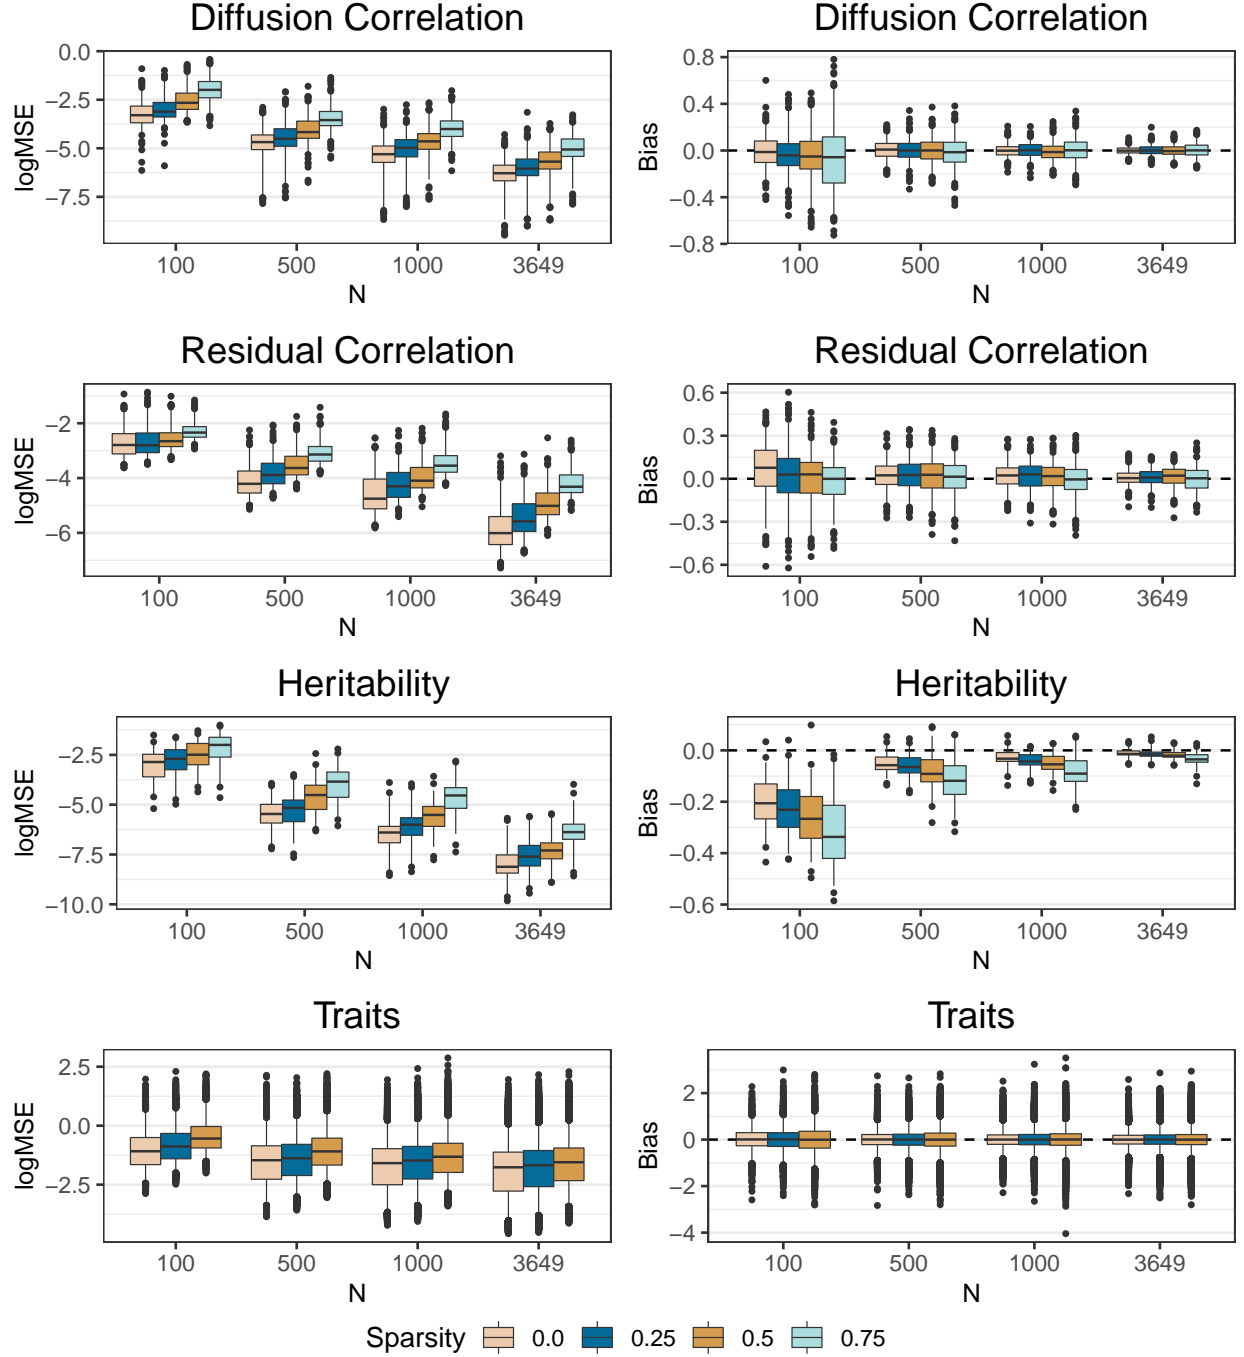 Diffusion Correlation
logMSE
0.0
−2.5
−5.0
−7.5
100 500 1000 3649
N
Diffusion Correlation
Bias
0.8
0.4
0.0
−0.4
−0.8
100 500 1000 3649
N
Residual Correlation
logMSE
−2
−4
−6
100 500 1000 3649
N
Residual Correlation
Bias
0.6
0.3
0.0
−0.3
−0.6
100 500 1000 3649
N
Heritability
logMSE
−2.5
−5.0
−7.5
−10.0
100 500 1000 3649
N
Heritability
Bias
0.0
−0.2
−0.4
−0.6
100 500 1000 3649
N
Traits
logMSE
2.5
0.0
−2.5
100 500 1000 3649
N
Traits
Bias
2
0
−2
−4
100 500 1000 3649
N
Sparsity 0.0 0.25 0.5 0.75